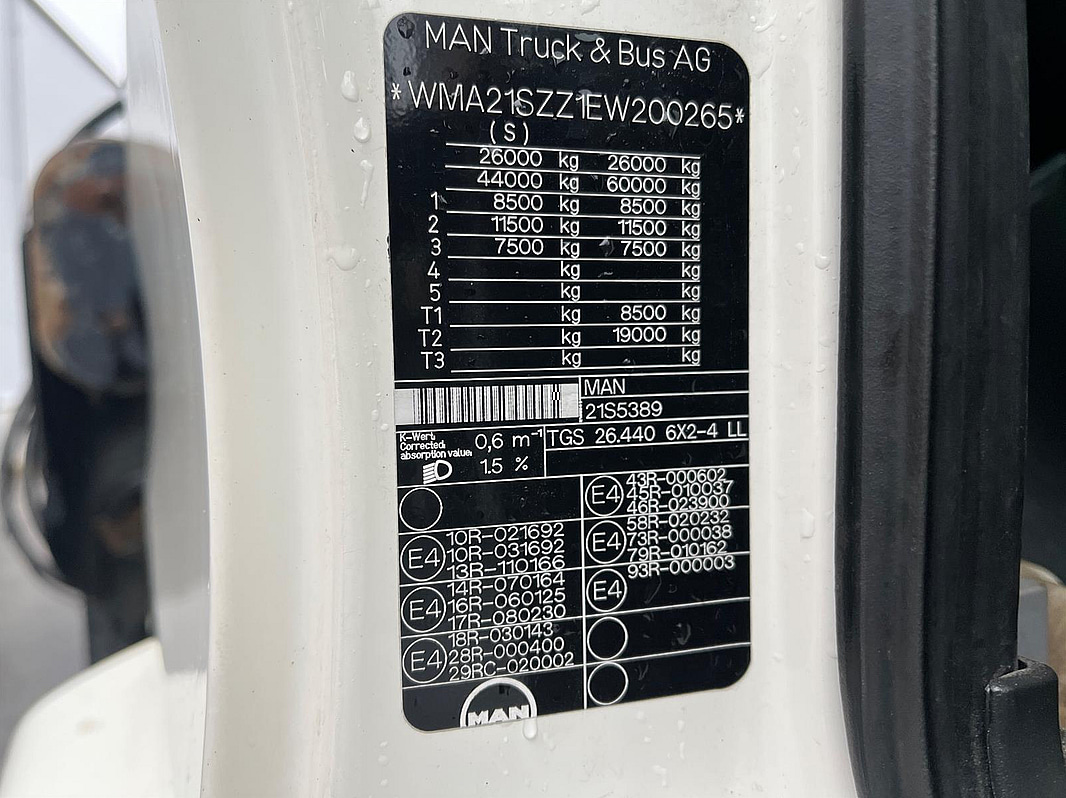 MAN Truck & Bus AG
*WMA21SZZ1EW200265*
(S)
26000 kg 26000 kg
44000 kg 60000 kg
1 8500 kg 8500 kg
2 11500 kg 11500 kg
3 7500 kg 7500 kg
4 kg kg
5 kg kg
T1 kg 8500 kg
T2 kg 19000 kg
T3 kg kg
MAN
21S5389
K-Wert:
Corrected
absorption value:
0,6 m⁻¹
1.5 %
TGS 26.440 6X2-4 LL
E4
10R-021692
10R-031692
13R-110166
E4
14R-070164
16R-060125
17R-080230
E4
18R-030143
28R-000400
29RC-020002
E4
43R-000602
45R-010037
46R-023900
E4
58R-020232
73R-000038
79R-010162
E4
93R-000003
MAN